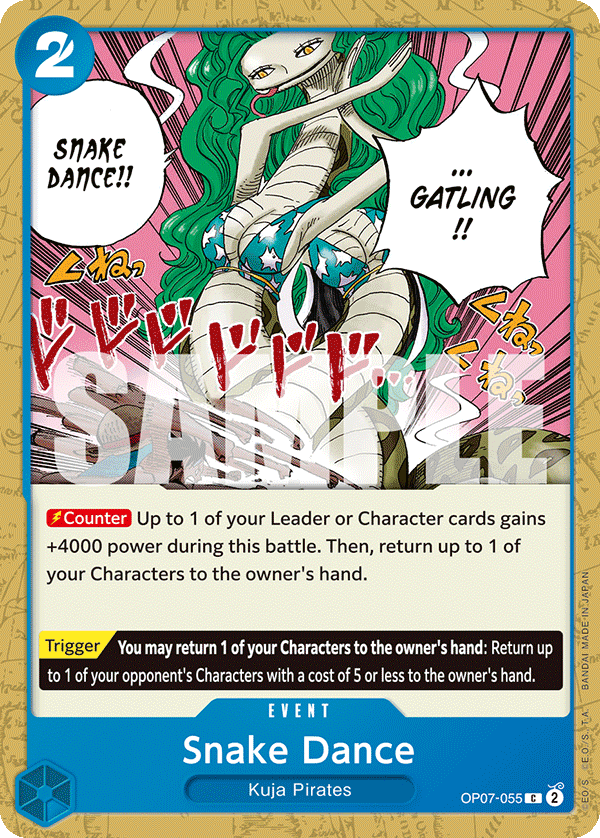 2
SNAKE
DANCE!!
...
GATLING
!!
くねっ
くねっ
くねっ
ドドドドドド...
SAMPLE
Counter Up to 1 of your Leader or Character cards gains
+4000 power during this battle. Then, return up to 1 of
your Characters to the owner's hand.
Trigger You may return 1 of your Characters to the owner's hand: Return up
to 1 of your opponent's Characters with a cost of 5 or less to the owner's hand.
EVENT
Snake Dance
Kuja Pirates
OP07-055 C 2
©E.O./S. ©E.O./S.,T.A. BANDAI MADE IN JAPAN